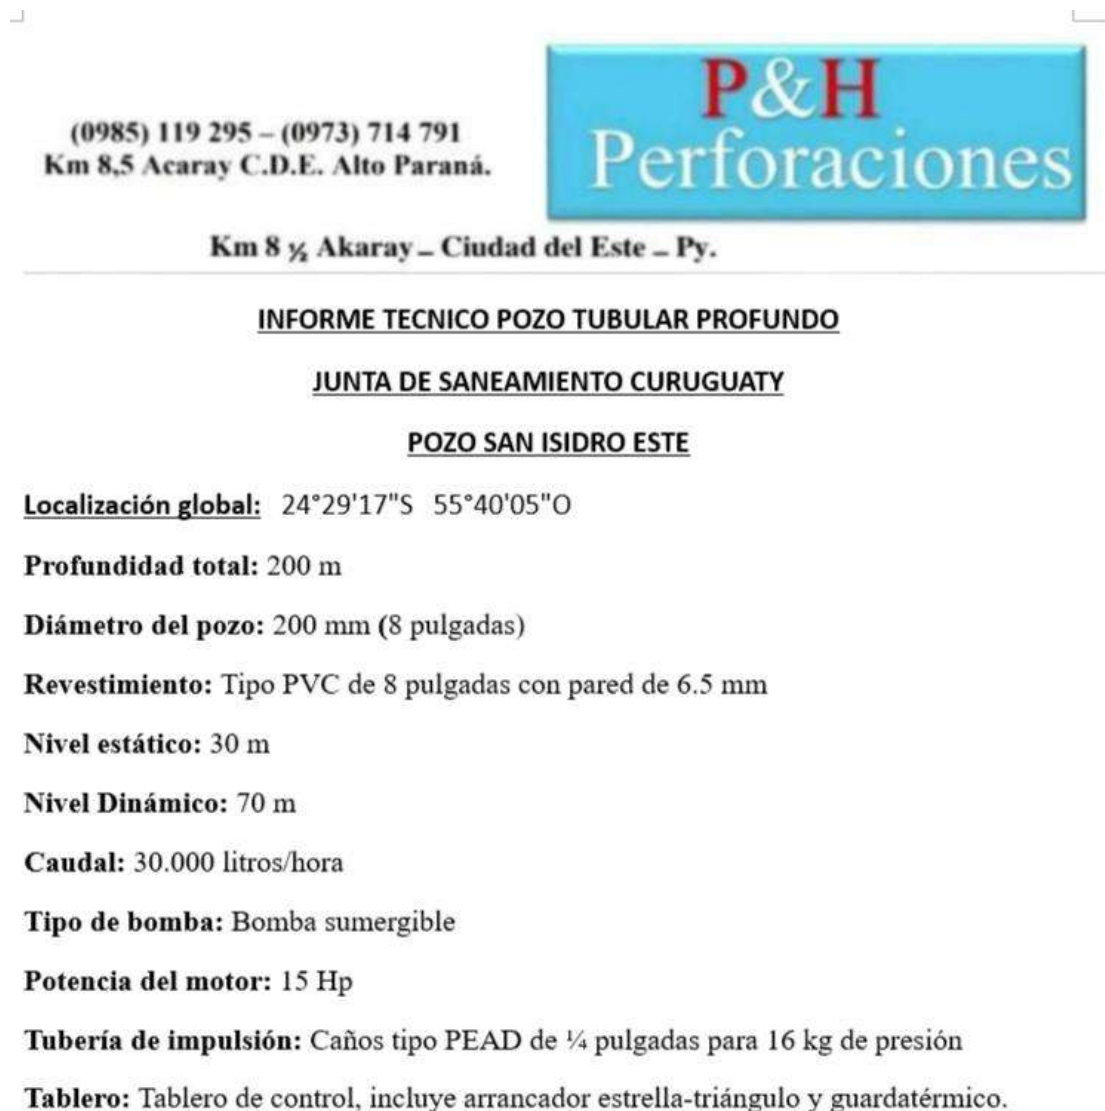 P&H
Perforaciones
(0985) 119 295 – (0973) 714 791
Km 8,5 Acaray C.D.E. Alto Paraná.
Km 8 ½ Akaray – Ciudad del Este – Py.
INFORME TECNICO POZO TUBULAR PROFUNDO
JUNTA DE SANEAMIENTO CURUGUATY
POZO SAN ISIDRO ESTE
Localización global: 24°29'17"S 55°40'05"O
Profundidad total: 200 m
Diámetro del pozo: 200 mm (8 pulgadas)
Revestimiento: Tipo PVC de 8 pulgadas con pared de 6.5 mm
Nivel estático: 30 m
Nivel Dinámico: 70 m
Caudal: 30.000 litros/hora
Tipo de bomba: Bomba sumergible
Potencia del motor: 15 Hp
Tubería de impulsión: Caños tipo PEAD de ¼ pulgadas para 16 kg de presión
Tablero: Tablero de control, incluye arrancador estrella-triángulo y guardatérmico.